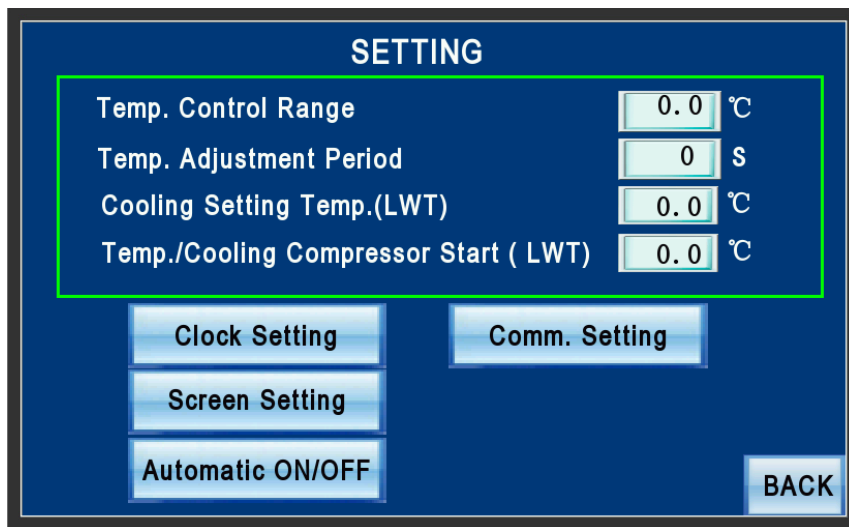 SETTING
Temp. Control Range 0.0 ℃
Temp. Adjustment Period 0 S
Cooling Setting Temp.(LWT) 0.0 ℃
Temp./Cooling Compressor Start ( LWT) 0.0 ℃
Clock Setting Comm. Setting
Screen Setting
Automatic ON/OFF
BACK